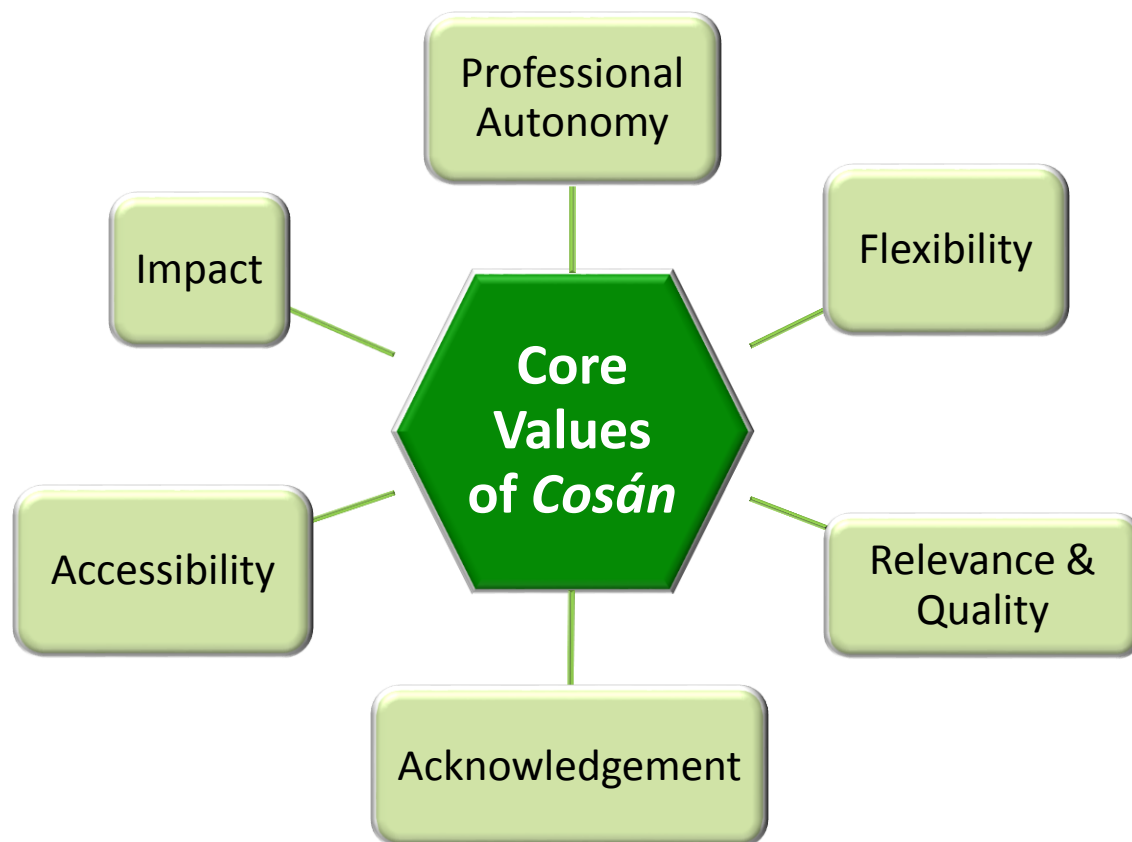 Professional
Autonomy
Impact
Flexibility
Core
Values
of Cosán
Accessibility
Relevance &
Quality
Acknowledgement